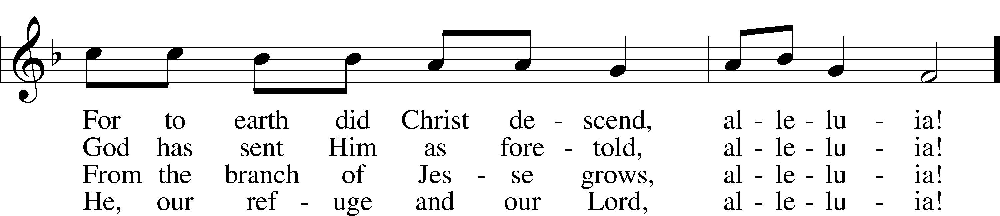 For to earth did Christ de - scend, al - le - lu - ia!
God has sent Him as fore - told, al - le - lu - ia!
From the branch of Jes - se grows, al - le - lu - ia!
He, our ref - uge and our Lord, al - le - lu - ia!